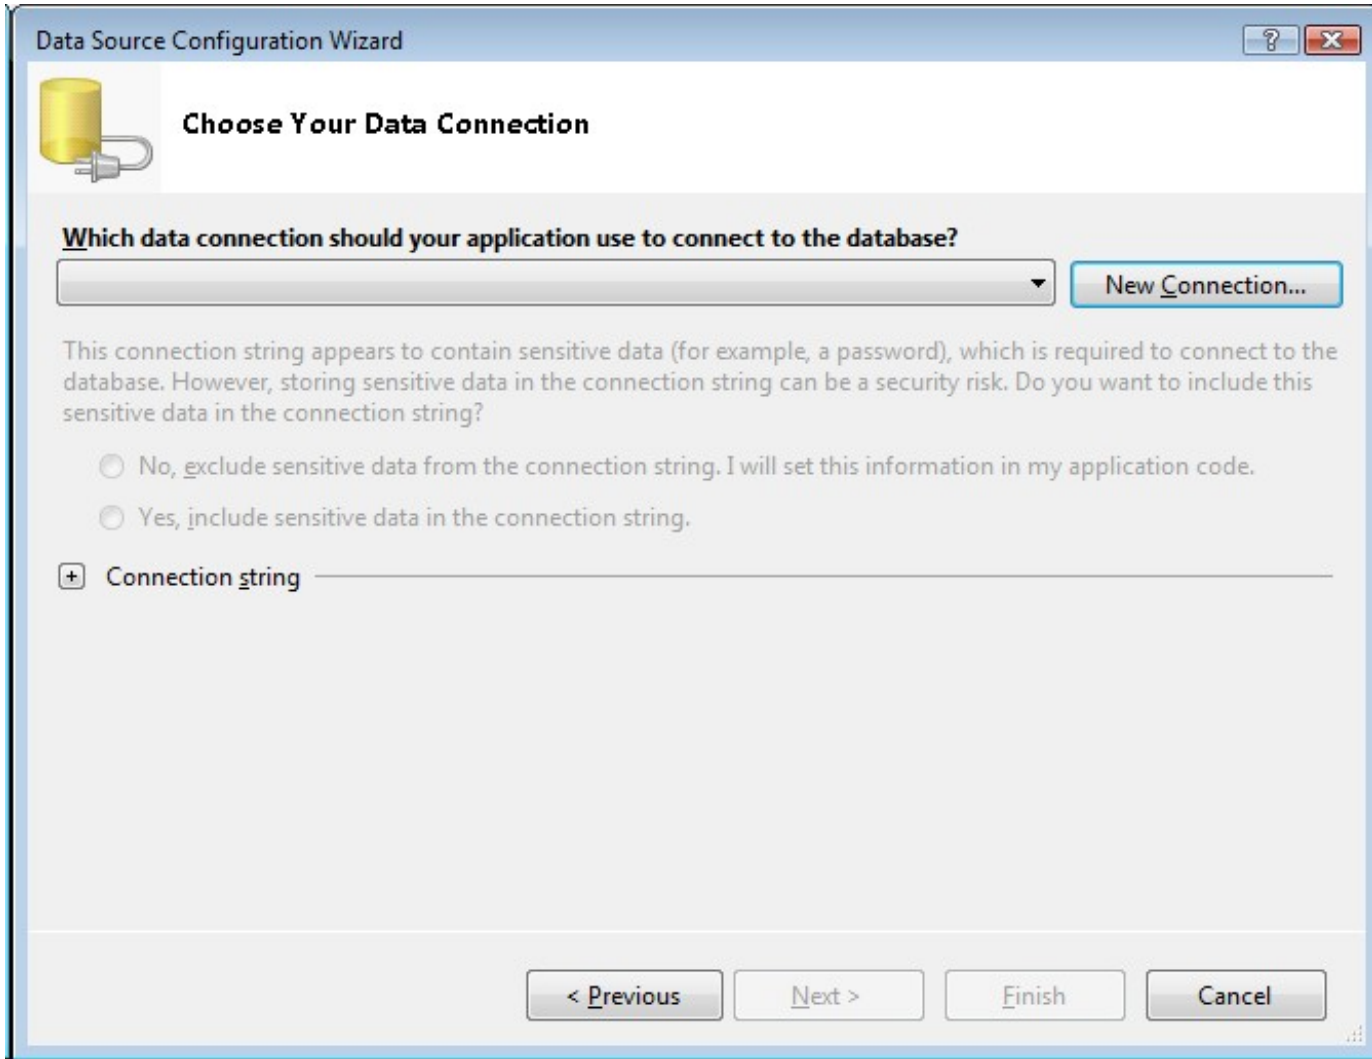 Data Source Configuration Wizard
?
Choose Your Data Connection
Which data connection should your application use to connect to the database?
New Connection...
This connection string appears to contain sensitive data (for example, a password), which is required to connect to the
database. However, storing sensitive data in the connection string can be a security risk. Do you want to include this
sensitive data in the connection string?
No, exclude sensitive data from the connection string. I will set this information in my application code.
Yes, include sensitive data in the connection string.
+ Connection string
< Previous Next > Finish Cancel